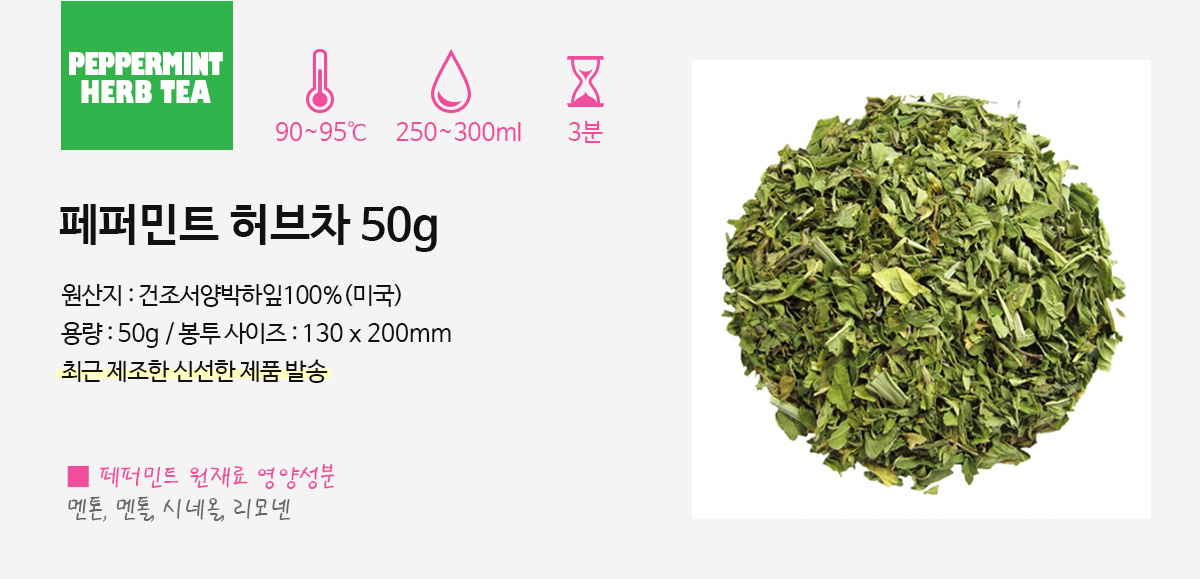 PEPPERMINT
HERB TEA
90~95℃
250~300ml
3분
페퍼민트 허브차 50g
원산지 : 건조서양박하잎100%(미국)
용량 : 50g / 봉투 사이즈 : 130 x 200mm
최근 제조한 신선한 제품 발송
■ 페퍼민트 원재료 영양성분
멘톤, 멘톨, 시네올, 리모넨